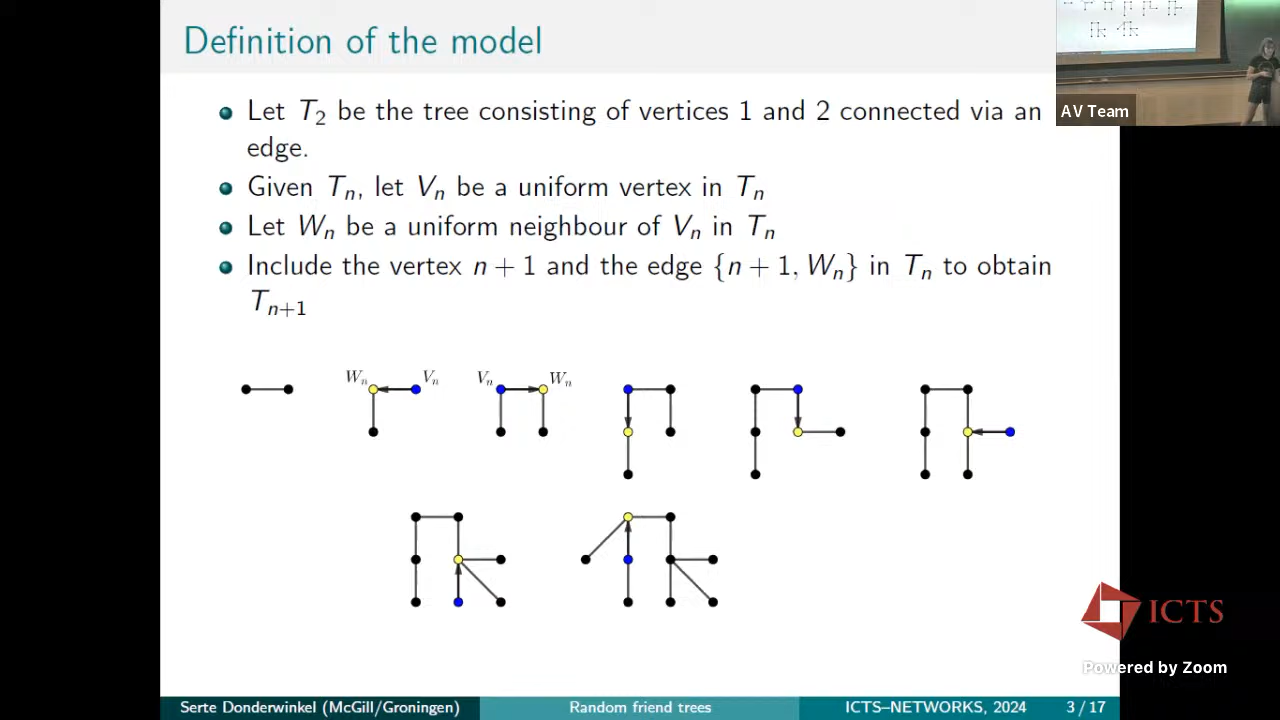 Definition of the model
AV Team
Let T₂ be the tree consisting of vertices 1 and 2 connected via an
edge.
Given Tₙ, let Vₙ be a uniform vertex in Tₙ
Let Wₙ be a uniform neighbour of Vₙ in Tₙ
Include the vertex n + 1 and the edge {n + 1, Wₙ} in Tₙ to obtain
Tₙ₊₁
Wₙ Vₙ Vₙ Wₙ
ICTS
Powered by Zoom
Serte Donderwinkel (McGill/Groningen) Random friend trees ICTS–NETWORKS, 2024 3 / 17